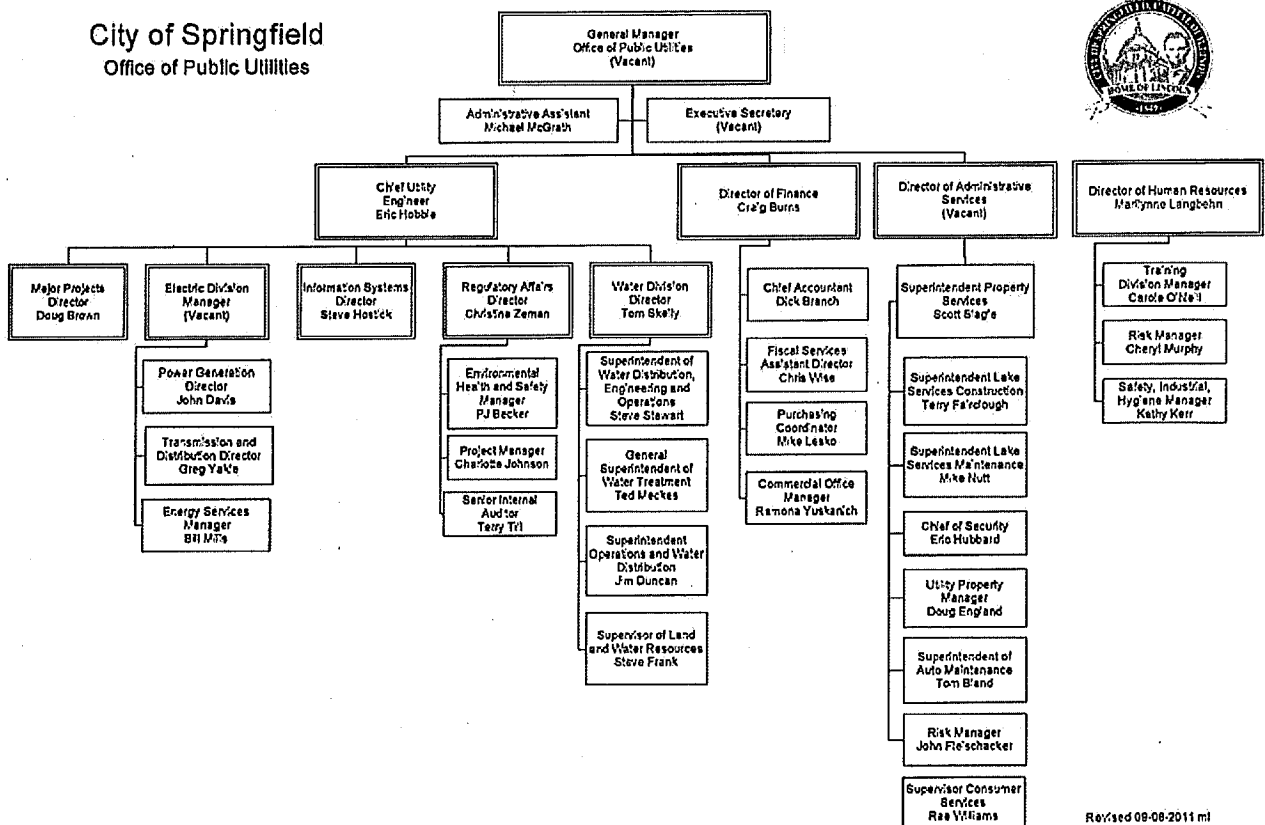 City of Springfield
Office of Public Utilities
General Manager
Office of Public Utilities
(Vacant)
HOME OF LINCOLN
Administrative Assistant
Michael McGrath
Executive Secretary
(Vacant)
Chief Utility
Engineer
Eric Hobbie
Director of Finance
Craig Burns
Director of Administrative
Services
(Vacant)
Director of Human Resources
Marilynne Langbehn
Major Projects
Director
Doug Brown
Electric Division
Manager
(Vacant)
Information Systems
Director
Steve Hostick
Regulatory Affairs
Director
Christine Zeman
Water Division
Director
Tom Skelly
Power Generation
Director
John Davis
Transmission and
Distribution Director
Greg
Energy Services
Manager
Bill Mills
Environmental
Health and Safety
Manager
PJ Becker
Project Manager
Charlotte Johnson
Senior Internal
Auditor
Terry
Superintendent of
Water Distribution,
Engineering and
Operations
Steve Stewart
General
Superintendent of
Water Treatment
Ted Meckes
Superintendent
Operations and Water
Distribution
Jim Duncan
Supervisor of Land
and Water Resources
Steve Frank
Chief Accountant
Dick Branch
Fiscal Services
Assistant Director
Chris Wise
Purchasing
Coordinator
Mike Lesko
Commercial Office
Manager
Ramona Yuskavich
Superintendent Property
Services
Scott Slagle
Superintendent Lake
Services Construction
Terry Fairclough
Superintendent Lake
Services Maintenance
Mike Nutt
Chief of Security
Eric Hubbard
Utility Property
Manager
Doug England
Superintendent of
Auto Maintenance
Tom Bland
Risk Manager
John Fleischacker
Supervisor Consumer
Services
Rae Williams
Training
Division Manager
Carole O'Neill
Risk Manager
Cheryl Murphy
Safety, Industrial,
Hygiene Manager
Kathy Kerr
Revised 09-08-2011 ml